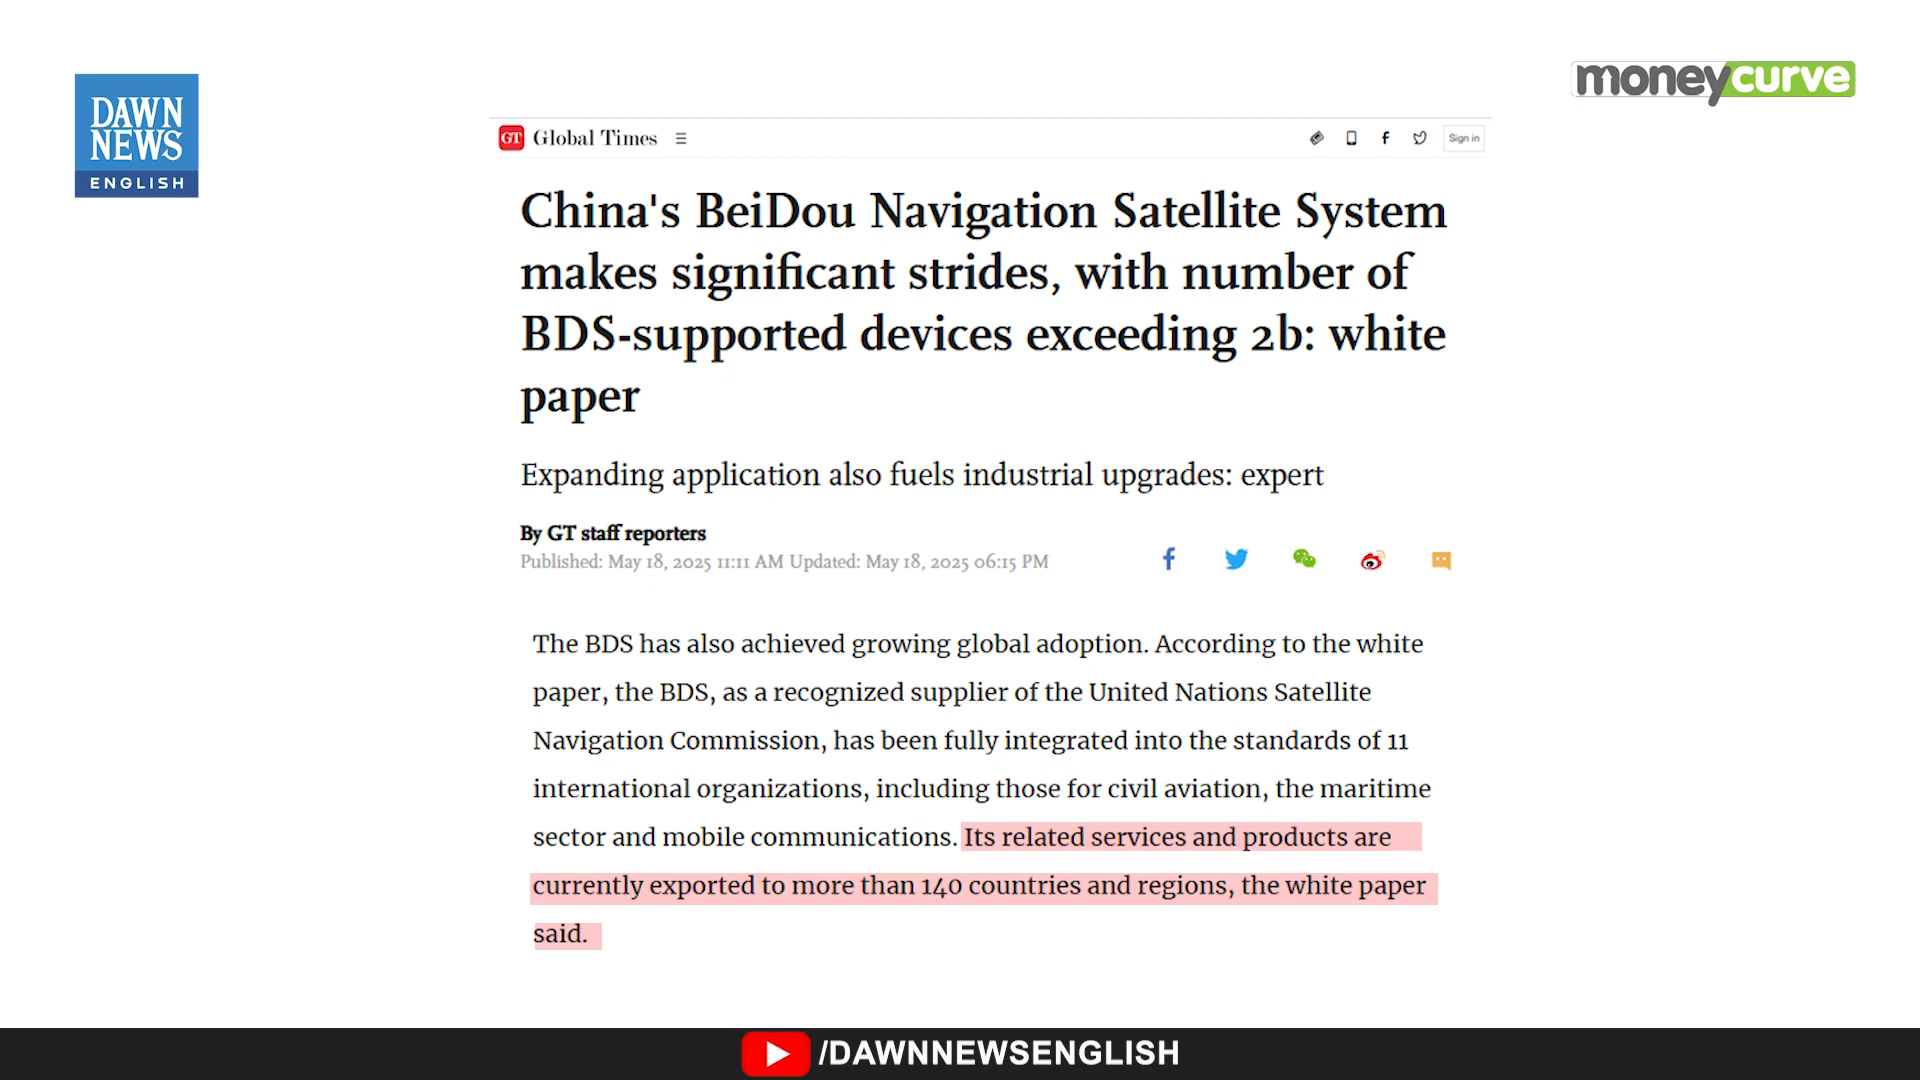 DAWN
NEWS
ENGLISH
moneycurve
GT Global Times
Sign in
China's BeiDou Navigation Satellite System
makes significant strides, with number of
BDS-supported devices exceeding 2b: white
paper
Expanding application also fuels industrial upgrades: expert
By GT staff reporters
Published: May 18, 2025 11:11 AM Updated: May 18, 2025 06:15 PM
The BDS has also achieved growing global adoption. According to the white
paper, the BDS, as a recognized supplier of the United Nations Satellite
Navigation Commission, has been fully integrated into the standards of 11
international organizations, including those for civil aviation, the maritime
sector and mobile communications. Its related services and products are
currently exported to more than 140 countries and regions, the white paper
said.
/DAWNNEWSENGLISH